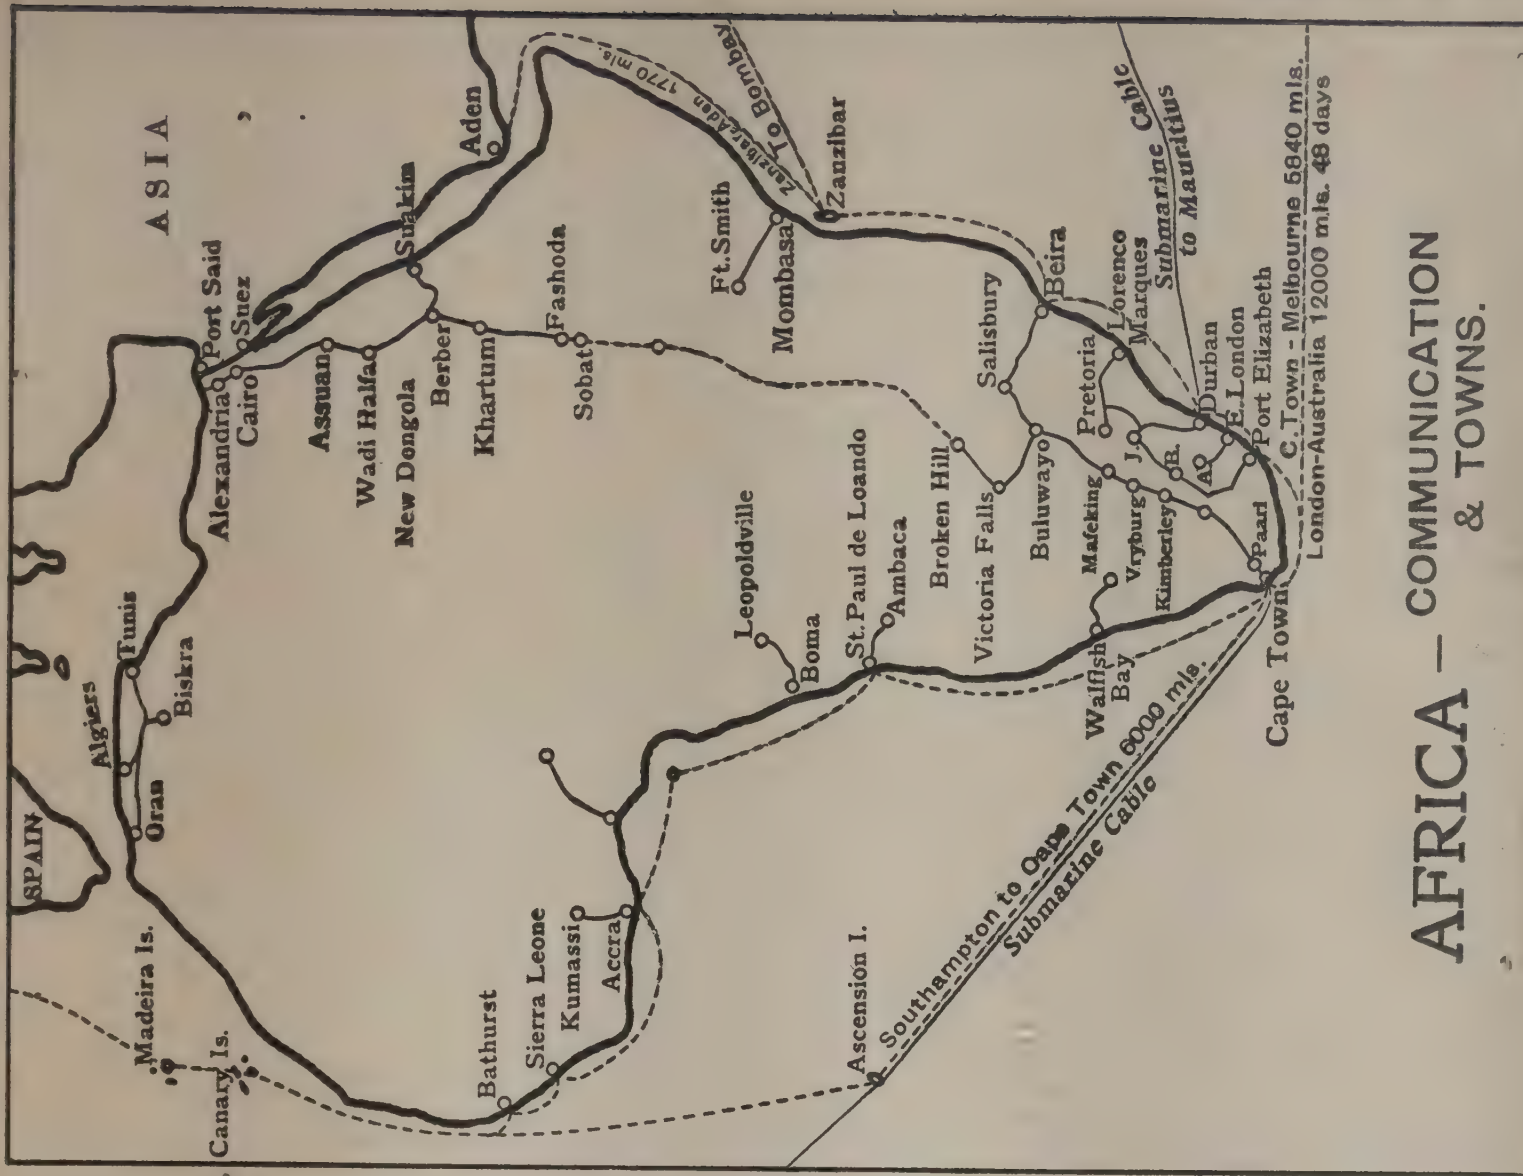 ASIA
SPAIN
Madeira Is.
Canary Is.
Oran
Algiers
Tunis
Biskra
Alexandria
Port Said
Cairo
Suez
Assuan
Wadi Halfa
New Dongola
Berber
Suakim
Aden
Khartum
Fashoda
Sobat
Bathurst
Sierra Leone
Kumassi
Accra
Zanzibar, Aden 1770 mls.
To Bombay
Ft. Smith
Mombasa
Zanzibar
Leopoldville
Boma
St. Paul de Loando
Ambaca
Ascension I.
Broken Hill
Victoria Falls
Salisbury
Buluwayo
Beira
Pretoria
Lorenco
Marques
Submarine Cable
to Mauritius
Mafeking
Vryburg
Kimberley
J.
B.
A.
Walfish
Bay
Durban
E. London
Port Elizabeth
Paarl
Cape Town
Southampton to Cape Town 6000 mls.
Submarine Cable
C. Town - Melbourne 5840 mls.
London-Australia 12000 mls. 48 days
AFRICA — COMMUNICATION
& TOWNS.